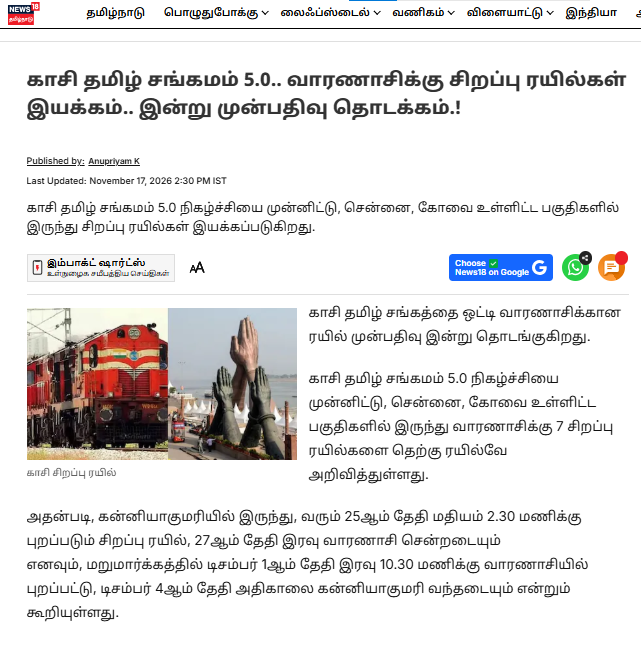 NEWS 18
தமிழ்நாடு
தமிழ்நாடு பொழுதுபோக்கு லைஃப்ஸ்டைல் வணிகம் விளையாட்டு இந்தியா
காசி தமிழ் சங்கமம் 5.0.. வாரணாசிக்கு சிறப்பு ரயில்கள்
இயக்கம்.. இன்று முன்பதிவு தொடக்கம்.!
Published by: Anupriyam K
Last Updated: November 17, 2026 2:30 PM IST
காசி தமிழ் சங்கமம் 5.0 நிகழ்ச்சியை முன்னிட்டு, சென்னை, கோவை உள்ளிட்ட பகுதிகளில்
இருந்து சிறப்பு ரயில்கள் இயக்கப்படுகிறது.
இம்பாக்ட் ஷார்ட்ஸ்
உள்நுழைக சமீபத்திய செய்திகள்
AA
Choose
News18 on Google
காசி தமிழ் சங்கத்தை ஒட்டி வாரணாசிக்கான
ரயில் முன்பதிவு இன்று தொடங்குகிறது.
காசி தமிழ் சங்கமம் 5.0 நிகழ்ச்சியை
முன்னிட்டு, சென்னை, கோவை உள்ளிட்ட
பகுதிகளில் இருந்து வாரணாசிக்கு 7 சிறப்பு
ரயில்களை தெற்கு ரயில்வே
அறிவித்துள்ளது.
காசி சிறப்பு ரயில்
அதன்படி, கன்னியாகுமரியில் இருந்து, வரும் 25ஆம் தேதி மதியம் 2.30 மணிக்கு
புறப்படும் சிறப்பு ரயில், 27ஆம் தேதி இரவு வாரணாசி சென்றடையும்
எனவும், மறுமார்க்கத்தில் டிசம்பர் 1ஆம் தேதி இரவு 10.30 மணிக்கு வாரணாசியில்
புறப்பட்டு, டிசம்பர் 4ஆம் தேதி அதிகாலை கன்னியாகுமரி வந்தடையும் என்றும்
கூறியுள்ளது.